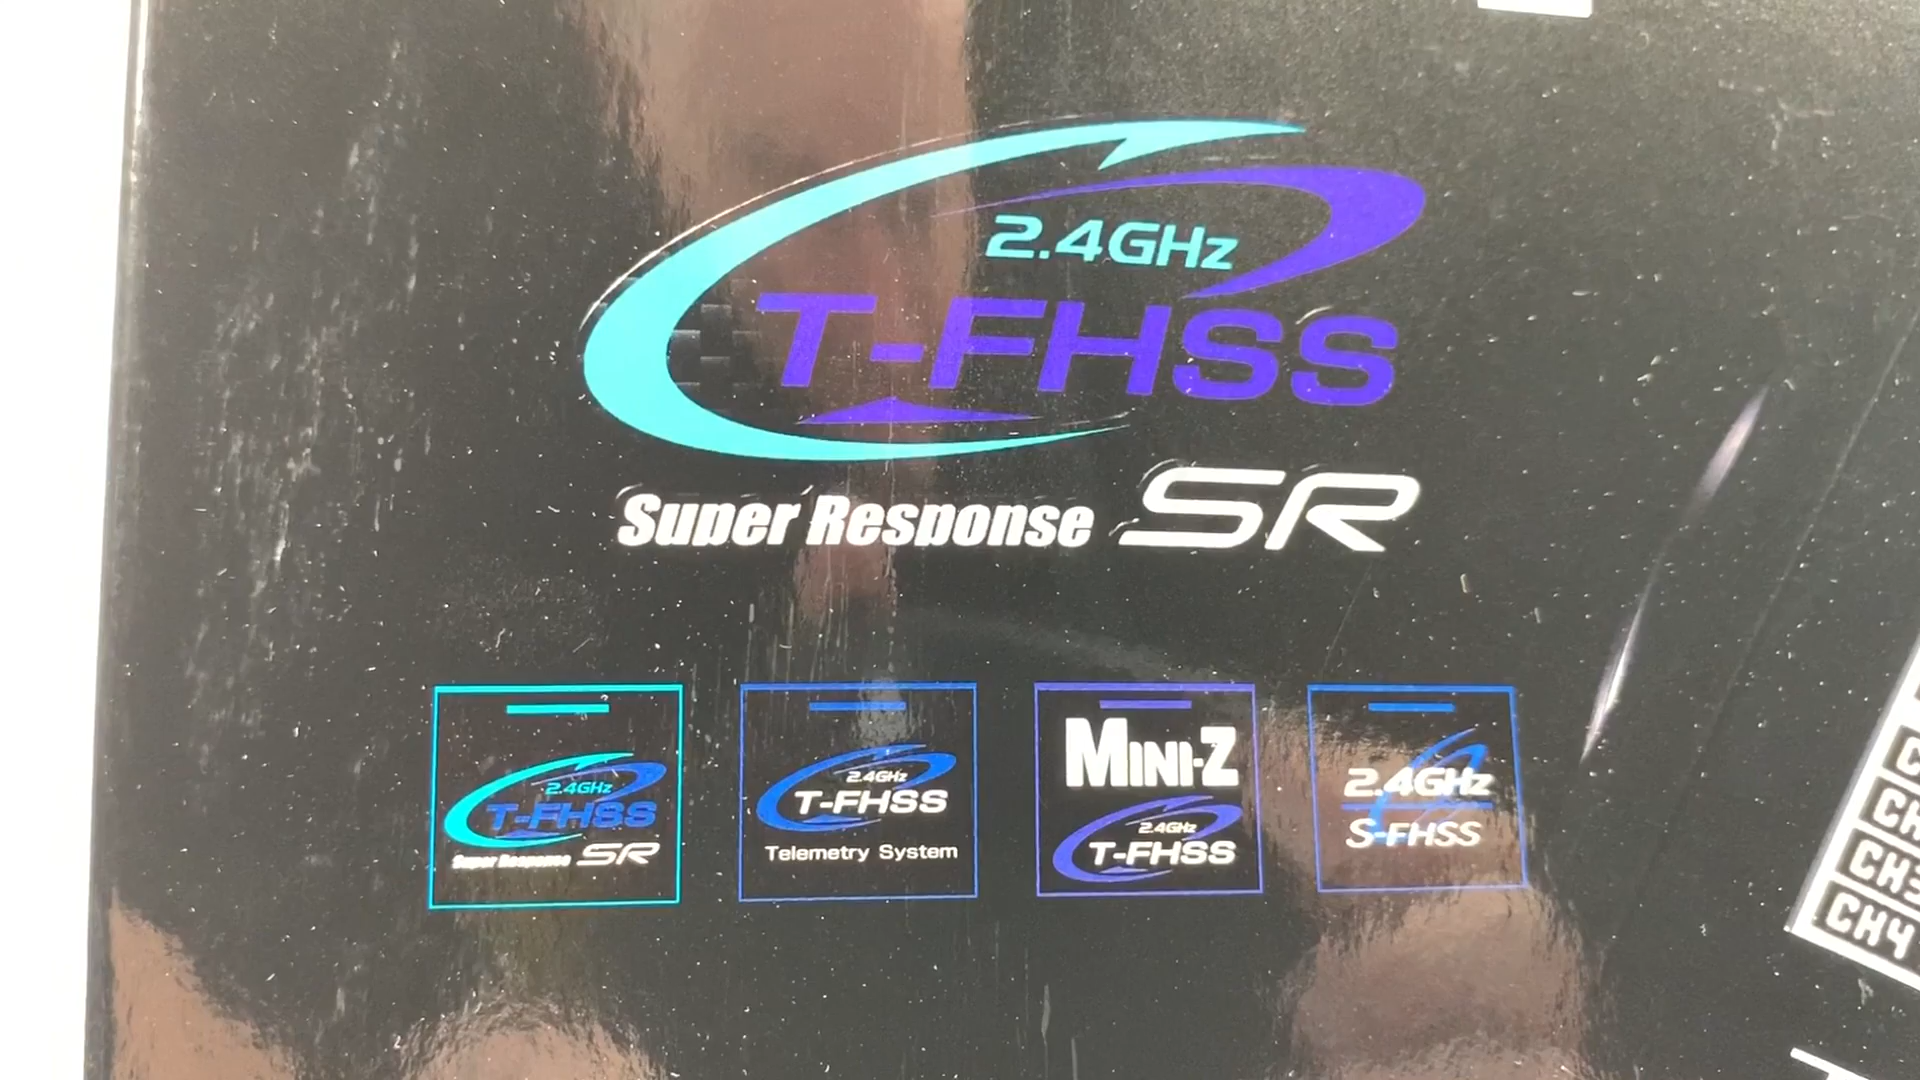 2.4GHz
T-FHSS
Super Response SR
2.4GHz
T-FHSS
Super Response SR
2.4GHz
T-FHSS
Telemetry System
MINI-Z
2.4GHz
T-FHSS
2.4GHz
S-FHSS
CH3
CH4